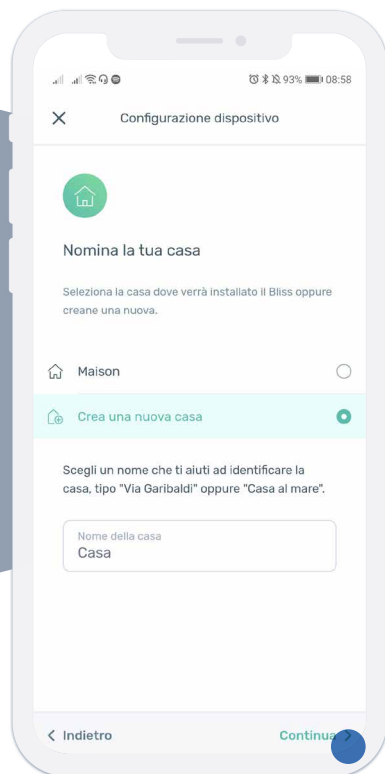 93% 08:58
Configurazione dispositivo
Nomina la tua casa
Seleziona la casa dove verrà installato il Bliss oppure
creane una nuova.
Maison
Crea una nuova casa
Scegli un nome che ti aiuti ad identificare la
casa, tipo "Via Garibaldi" oppure "Casa al mare".
Nome della casa
Casa
Indietro
Continua